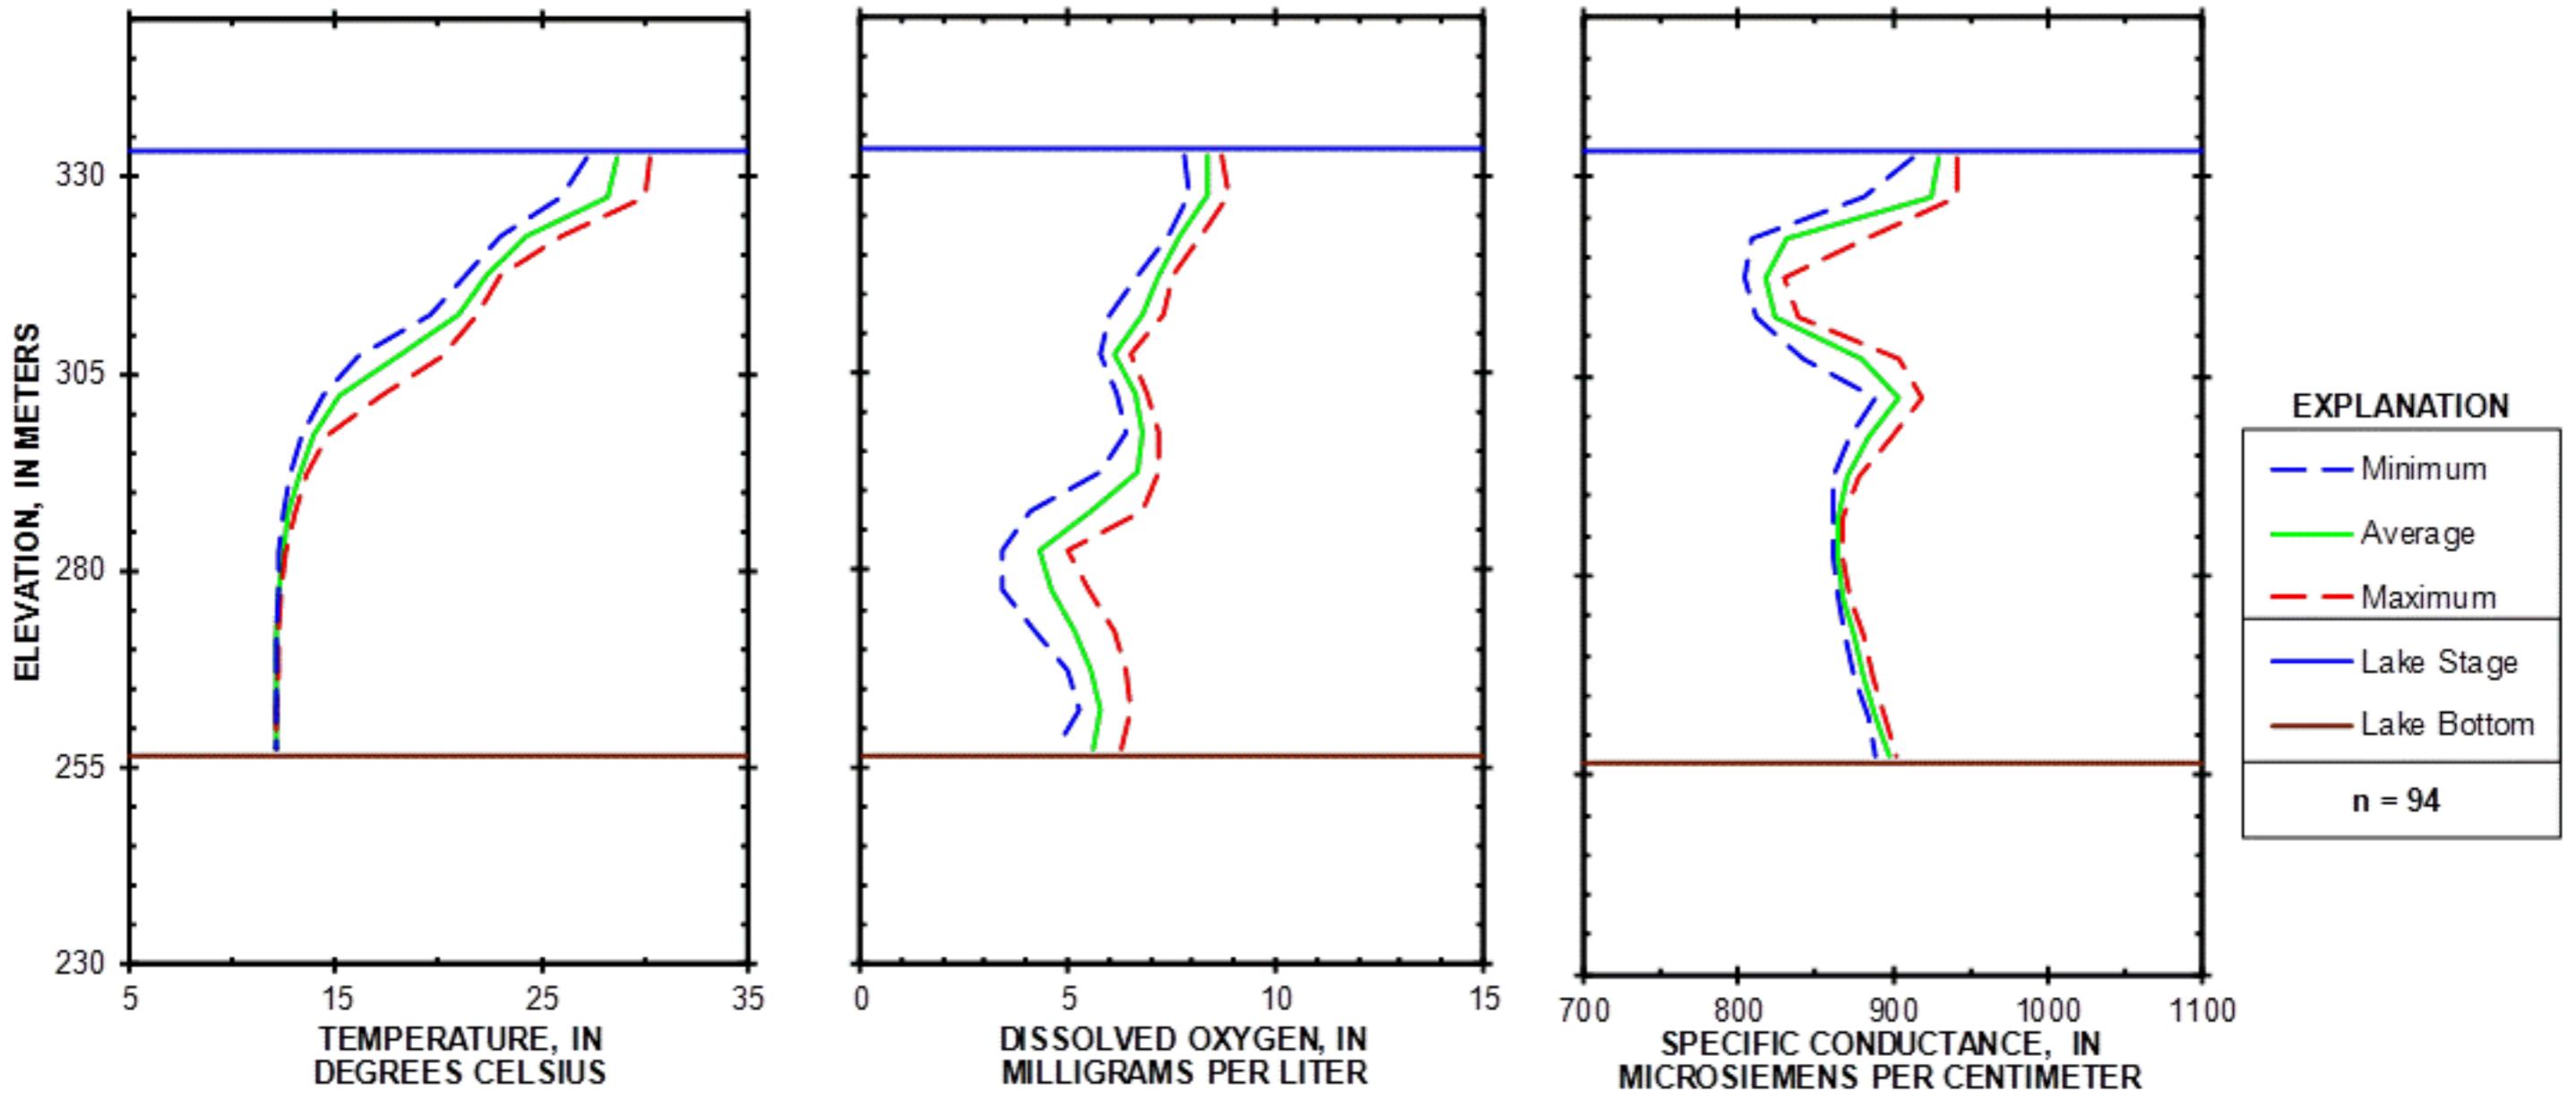 ELEVATION, IN METERS
330
305
280
255
230
5 15 25 35
TEMPERATURE, IN
DEGREES CELSIUS
0 5 10 15
DISSOLVED OXYGEN, IN
MILLIGRAMS PER LITER
700 800 900 1000 1100
SPECIFIC CONDUCTANCE, IN
MICROSIEMENS PER CENTIMETER
EXPLANATION
Minimum
Average
Maximum
Lake Stage
Lake Bottom
n = 94